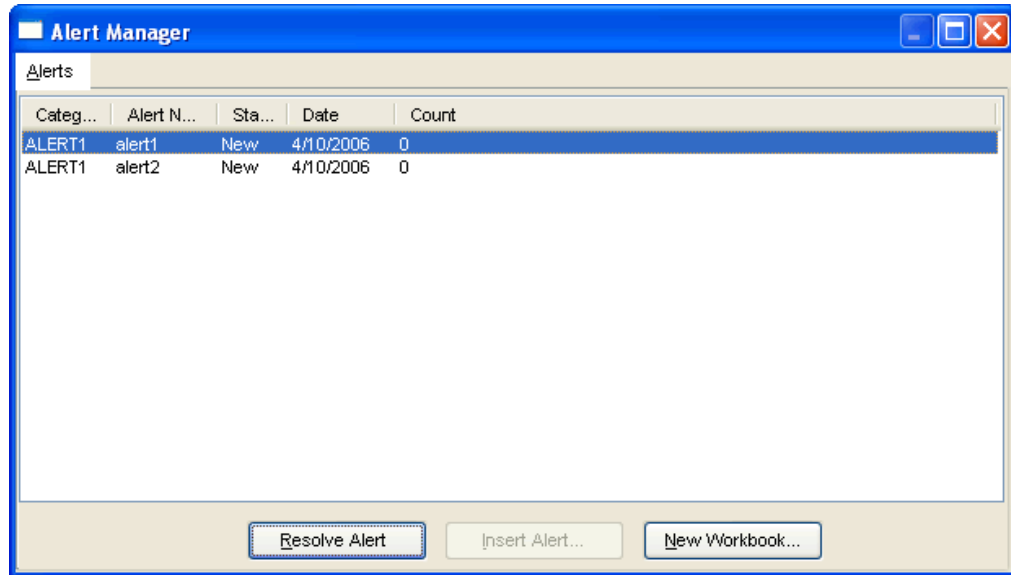 Alert Manager
Alerts
Categ... Alert N... Sta... Date Count
ALERT1 alert1 New 4/10/2006 0
ALERT1 alert2 New 4/10/2006 0
Resolve Alert Insert Alert... New Workbook...